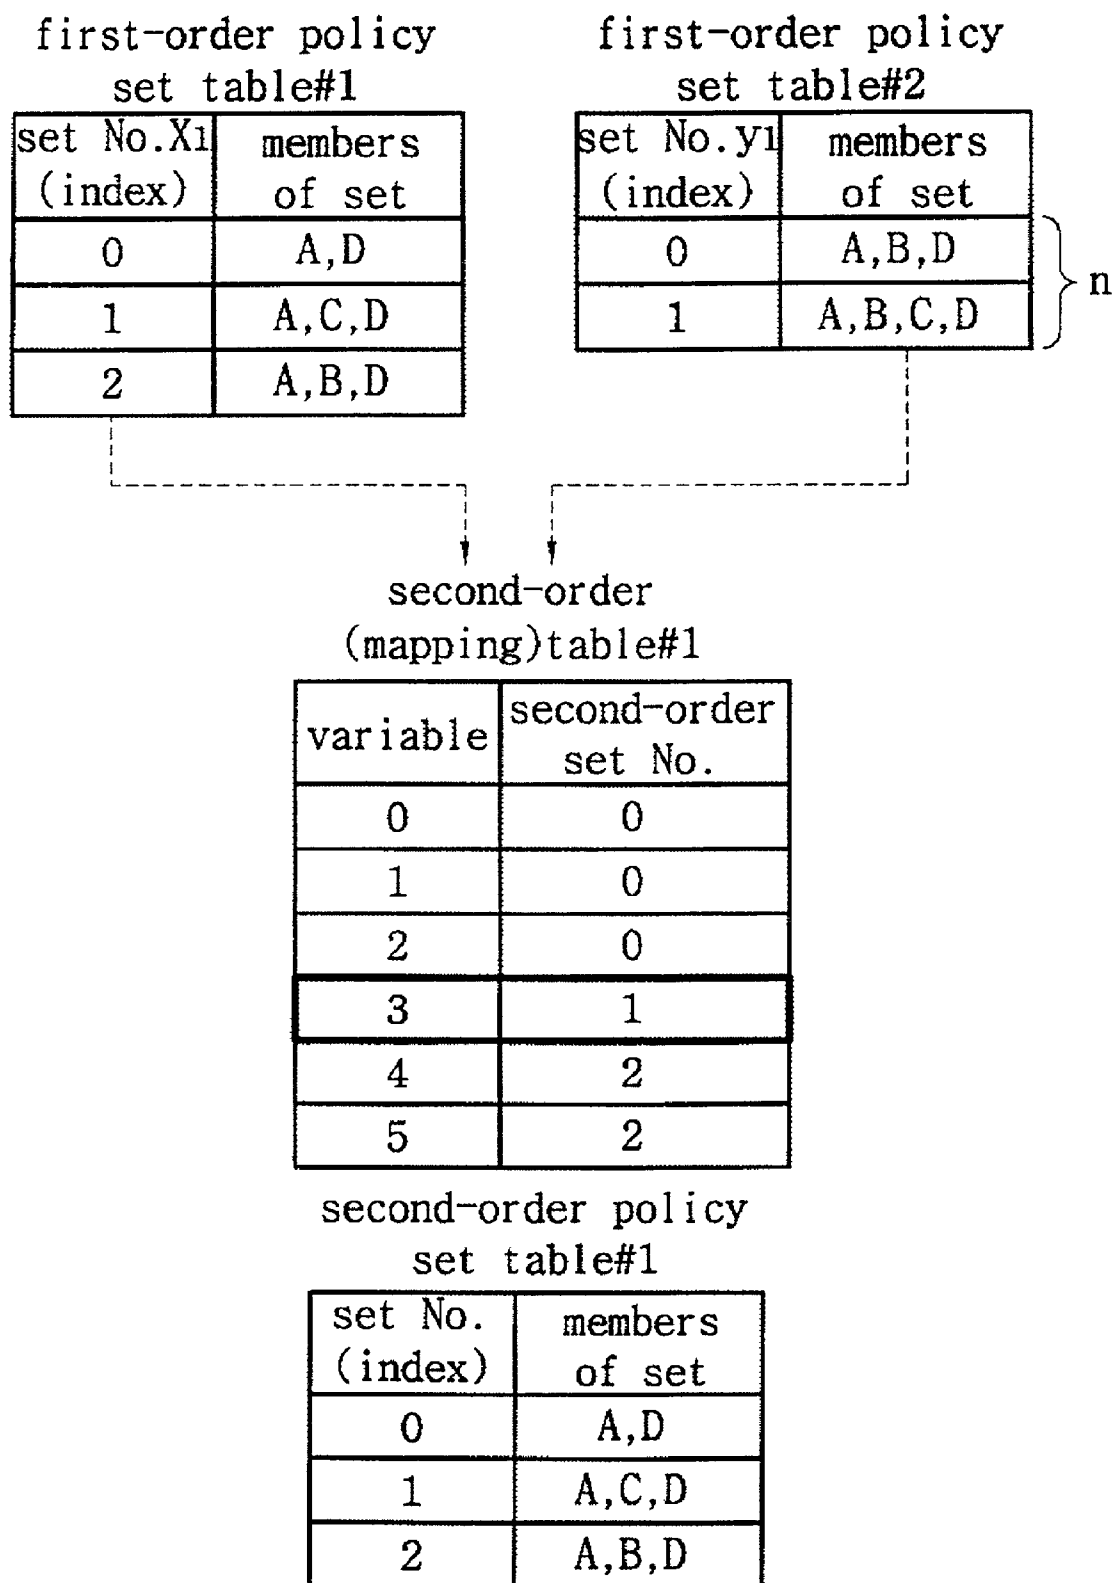 first-order policy
set table#1
set No.X1
(index)
members
of set
0
A,D
1
A,C,D
2
A,B,D
first-order policy
set table#2
set No.y1
(index)
members
of set
0
A,B,D
1
A,B,C,D
n
second-order
(mapping)table#1
variable
second-order
set No.
0
0
1
0
2
0
3
1
4
2
5
2
second-order policy
set table#1
set No.
(index)
members
of set
0
A,D
1
A,C,D
2
A,B,D